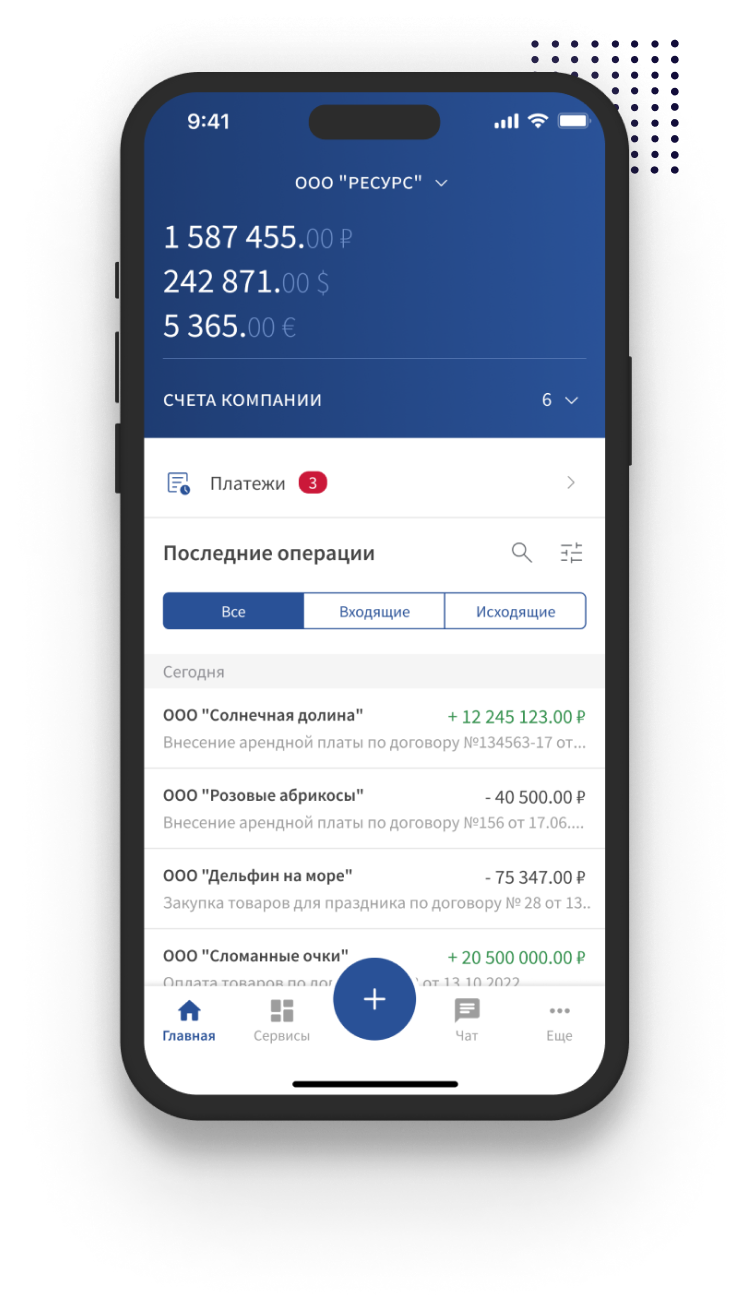 9:41
ООО "РЕСУРС"
1 587 455.00 ₽
242 871.00 $
5 365.00 €
СЧЕТА КОМПАНИИ 6
Платежи 3
Последние операции
Все Входящие Исходящие
Сегодня
ООО "Солнечная долина" + 12 245 123.00 ₽
Внесение арендной платы по договору №134563-17 от...
ООО "Розовые абрикосы" - 40 500.00 ₽
Внесение арендной платы по договору №156 от 17.06....
ООО "Дельфин на море" - 75 347.00 ₽
Закупка товаров для праздника по договору № 28 от 13..
ООО "Сломанные очки" + 20 500 000.00 ₽
Оплата товаров по от 13.10.2022
Главная Сервисы Чат Еще